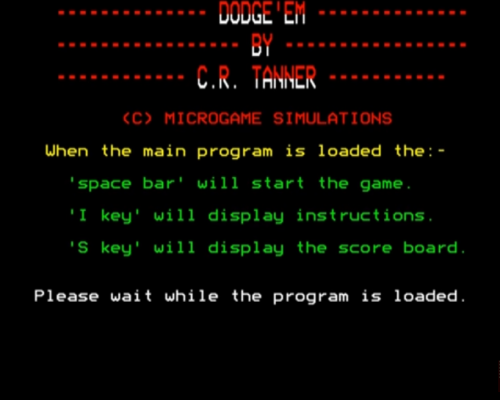 ------------- DODGE'EM --------------
---------------- BY -----------------
----------- C.R. TANNER -----------
(C) MICROGAME SIMULATIONS
When the main program is loaded the:-
'space bar' will start the game.
'I key' will display instructions.
'S key' will display the score board.
Please wait while the program is loaded.